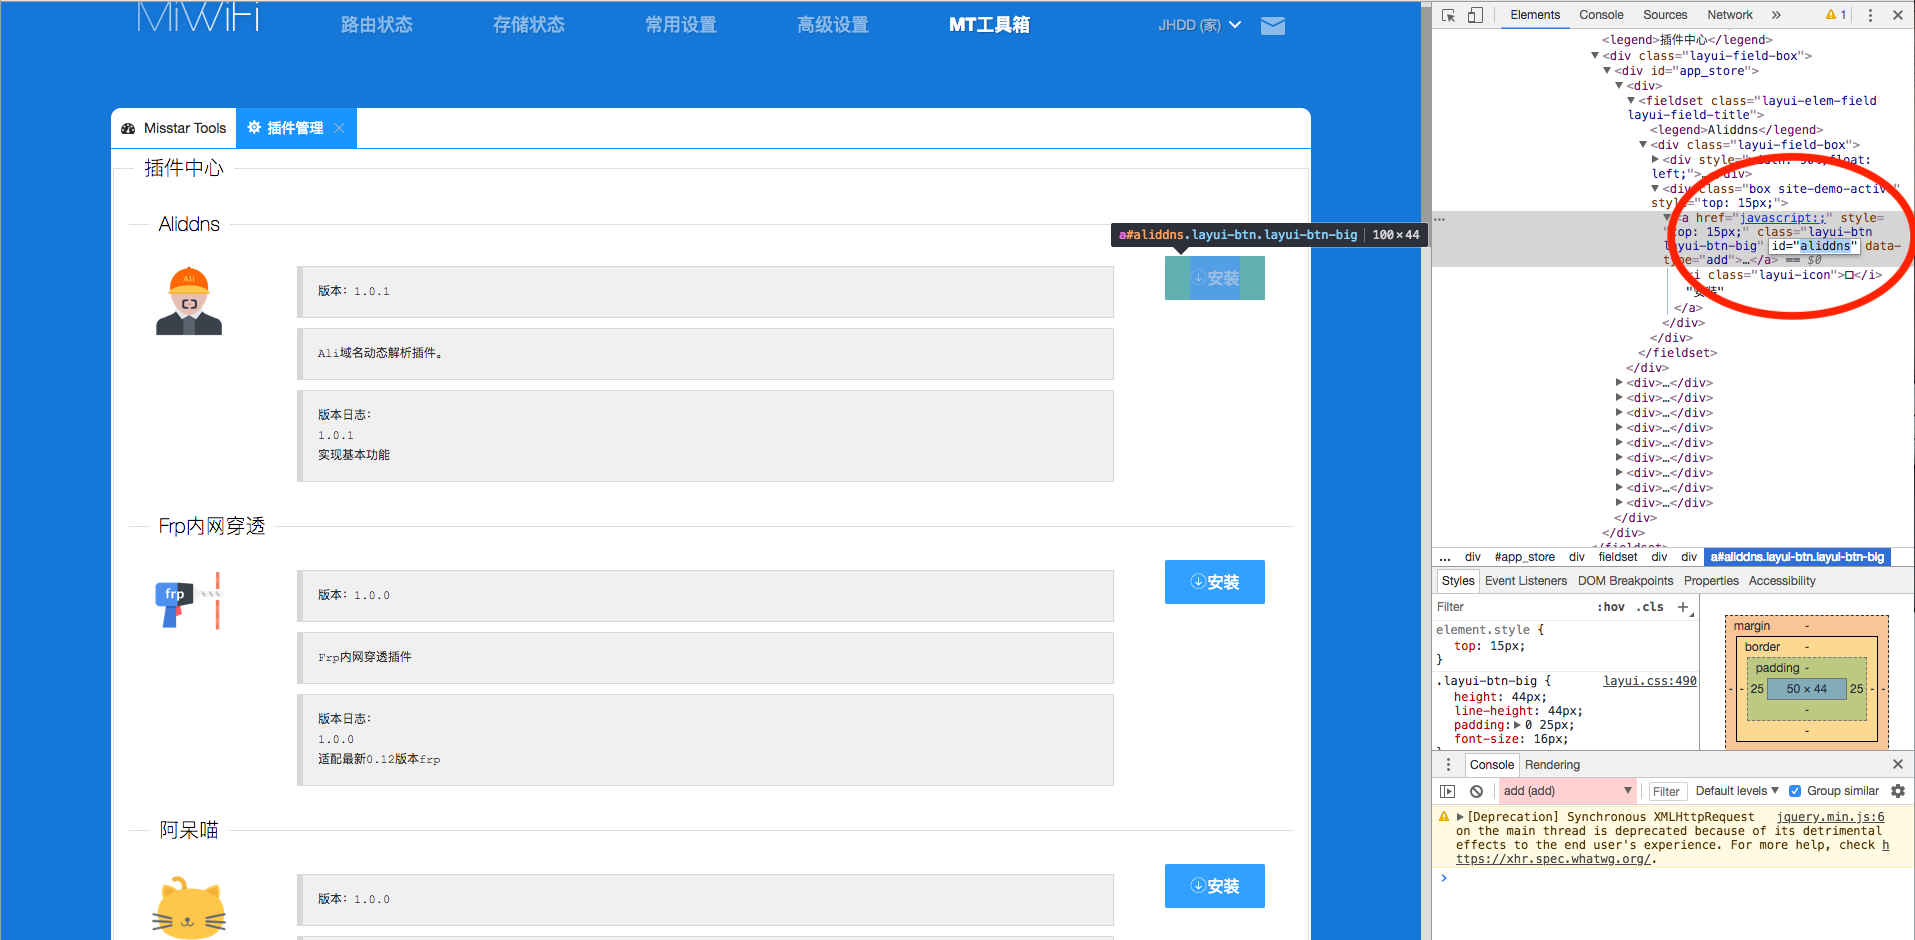 MiWiFi
路由状态
存储状态
常用设置
高级设置
MT工具箱
JHDD (家)
Misstar Tools
插件管理
插件中心
Aliddns
Ali
版本：1.0.1
安装
Ali域名动态解析插件。
版本日志：
1.0.1
实现基本功能
a#aliddns.layui-btn.layui-btn-big 100×44
Frp内网穿透
frp
版本：1.0.0
安装
Frp内网穿透插件
版本日志：
1.0.0
适配最新0.12版本frp
阿呆喵
版本：1.0.0
安装
Elements Console Sources Network » 1
<legend>插件中心</legend>
<div class="layui-field-box">
<div id="app_store">
<div>
<fieldset class="layui-elem-field
layui-field-title">
<legend>Aliddns</legend>
<div class="layui-field-box">
left;">…</div>
style="top: 15px;">
<a href="javascript:;" style=
"top: 15px;" class="layui-btn
layui-btn-big" id="aliddns" data-
type="add">…</a> == $0
<i class="layui-icon">□</i>
"安装"
</a>
</div>
</div>
</fieldset>
</div>
<div>…</div>
<div>…</div>
<div>…</div>
<div>…</div>
<div>…</div>
<div>…</div>
<div>…</div>
<div>…</div>
<div>…</div>
</div>
</div>
</fieldset>
... div #app_store div fieldset div div a#aliddns.layui-btn.layui-btn-big
Styles Event Listeners DOM Breakpoints Properties Accessibility
Filter :hov .cls +
element.style {
top: 15px;
}
.layui-btn-big { layui.css:490
height: 44px;
line-height: 44px;
padding: 0 25px;
font-size: 16px;
margin -
border -
padding -
- - 25 50 × 44 25 - -
-
-
Console Rendering
add (add) Filter Default levels Group similar
[Deprecation] Synchronous XMLHttpRequest jquery.min.js:6
on the main thread is deprecated because of its detrimental
effects to the end user's experience. For more help, check h
ttps://xhr.spec.whatwg.org/.